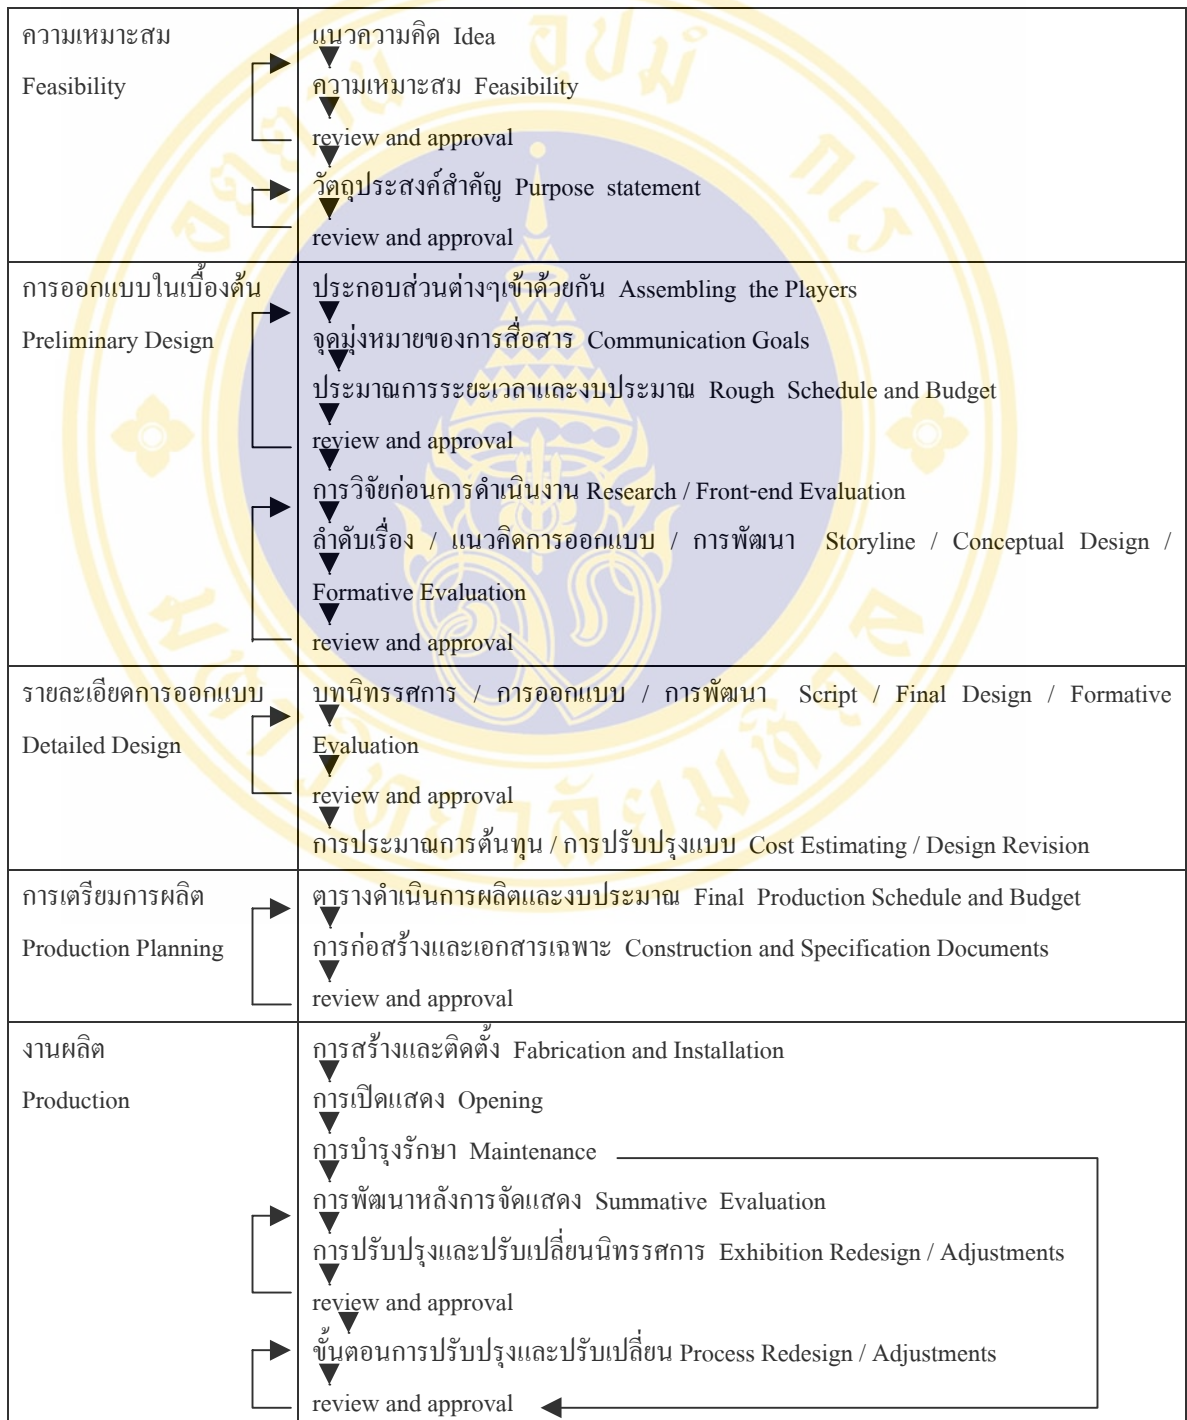 ความเหมาะสม
Feasibility
แนวความคิด Idea
ความเหมาะสม Feasibility
review and approval
วัตถุประสงค์สำคัญ Purpose statement
review and approval
การออกแบบในเบื้องต้น
Preliminary Design
ประกอบส่วนต่างๆเข้าด้วยกัน Assembling the Players
จุดมุ่งหมายของการสื่อสาร Communication Goals
ประมาณการระยะเวลาและงบประมาณ Rough Schedule and Budget
review and approval
การวิจัยก่อนการดำเนินงาน Research / Front-end Evaluation
ลำดับเรื่อง / แนวคิดการออกแบบ / การพัฒนา Storyline / Conceptual Design /
Formative Evaluation
review and approval
รายละเอียดการออกแบบ
Detailed Design
บทนิทรรศการ / การออกแบบ / การพัฒนา Script / Final Design / Formative
Evaluation
review and approval
การประมาณการต้นทุน / การปรับปรุงแบบ Cost Estimating / Design Revision
การเตรียมการผลิต
Production Planning
ตารางดำเนินการผลิตและงบประมาณ Final Production Schedule and Budget
การก่อสร้างและเอกสารเฉพาะ Construction and Specification Documents
review and approval
งานผลิต
Production
การสร้างและติดตั้ง Fabrication and Installation
การเปิดแสดง Opening
การบำรุงรักษา Maintenance
การพัฒนาหลังการจัดแสดง Summative Evaluation
การปรับปรุงและปรับเปลี่ยนนิทรรศการ Exhibition Redesign / Adjustments
review and approval
ขั้นตอนการปรับปรุงและปรับเปลี่ยน Process Redesign / Adjustments
review and approval
อตฺตานํ อุปมํ กเร
มหาวิทยาลัยมหิดล